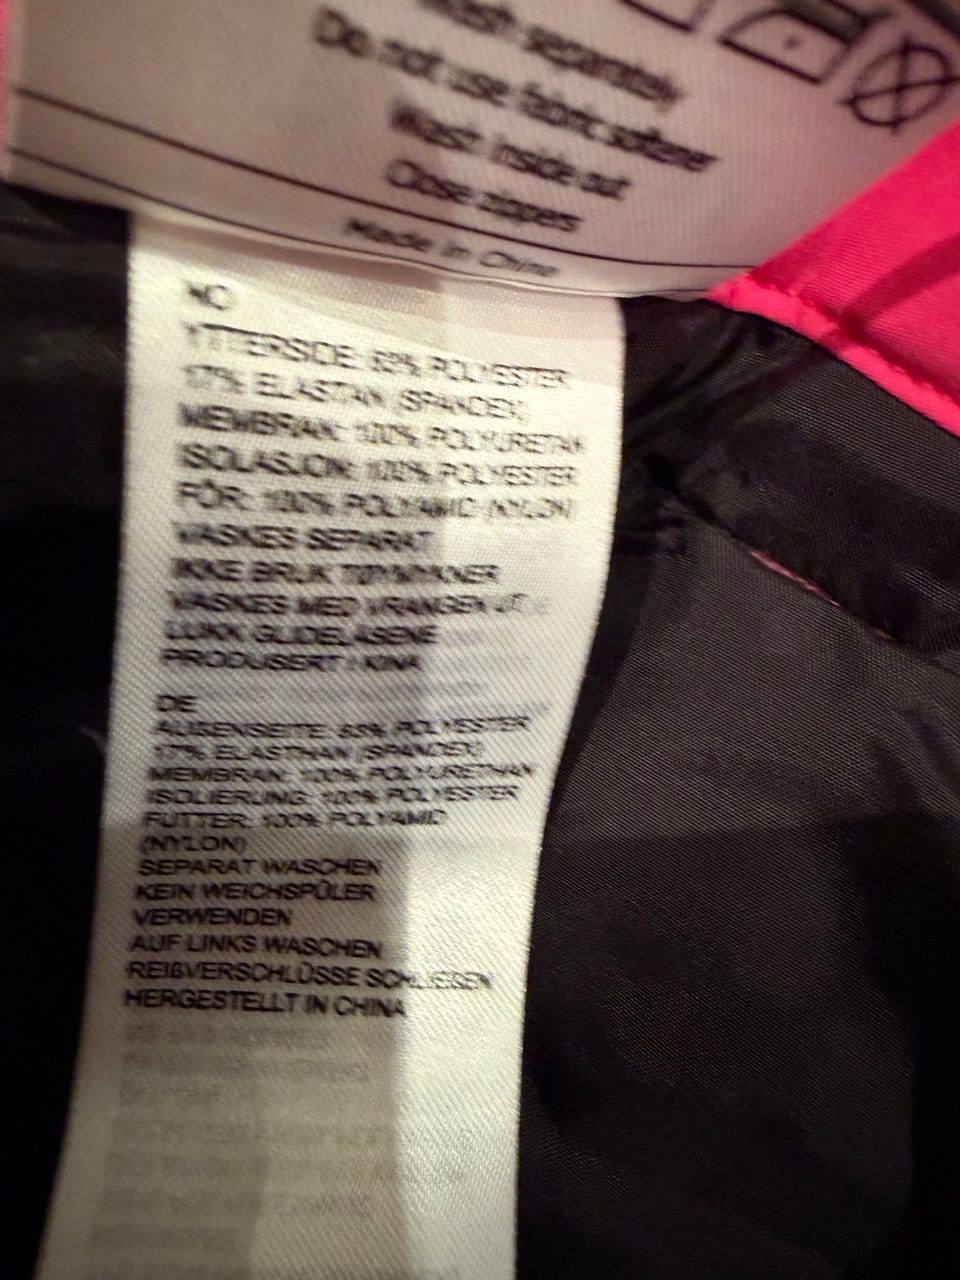 Wash separately
Do not use fabric softener
Wash inside out
Close zippers
Made in China
NO
YTTERSIDE: 83% POLYESTER
17% ELASTAN (SPANDEX)
MEMBRAN: 100% POLYURETAN
ISOLASJON: 100% POLYESTER
FÔR: 100% POLYAMID (NYLON)
VASKES SEPARAT
IKKE BRUK TØYMYKNER
VASKES MED VRANGEN UT
LUKK GLIDELÅSENE
PRODUSERT I KINA
DE
AUßENSEITE: 83% POLYESTER
17% ELASTHAN (SPANDEX)
MEMBRAN: 100% POLYURETHAN
ISOLIERUNG: 100% POLYESTER
FUTTER: 100% POLYAMID
(NYLON)
SEPARAT WASCHEN
KEIN WEICHSPÜLER
VERWENDEN
AUF LINKS WASCHEN
REIßVERSCHLÜSSE SCHLIEßEN
HERGESTELLT IN CHINA